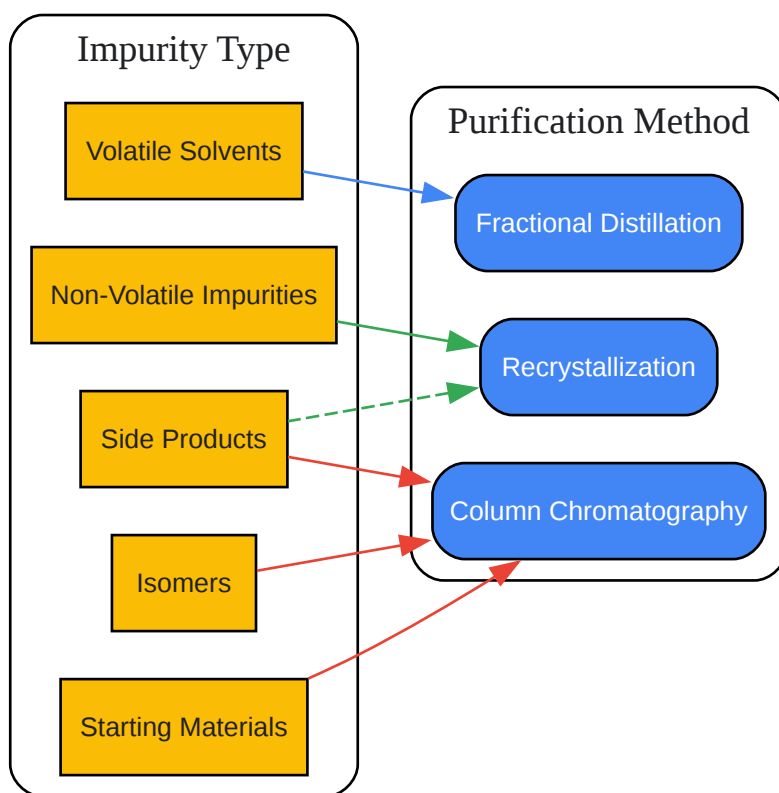 Impurity Type
Volatile Solvents
Non-Volatile Impurities
Side Products
Isomers
Starting Materials
Purification Method
Fractional Distillation
Recrystallization
Column Chromatography